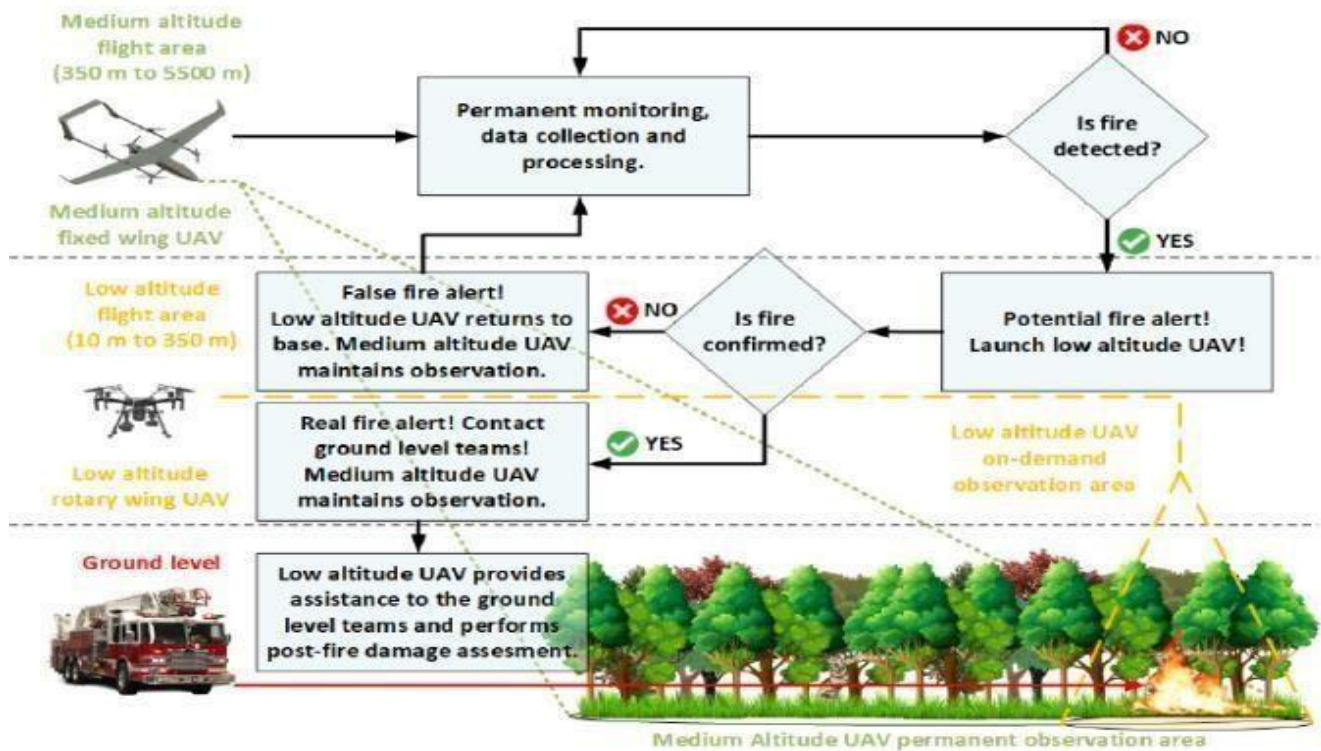 Medium altitude
flight area
(350 m to 5500 m)
Medium altitude
fixed wing UAV
Permanent monitoring,
data collection and
processing.
NO
Is fire
detected?
YES
Low altitude
flight area
(10 m to 350 m)
Low altitude
rotary wing UAV
False fire alert!
Low altitude UAV returns to
base. Medium altitude UAV
maintains observation.
NO
Is fire
confirmed?
Potential fire alert!
Launch low altitude UAV!
Real fire alert! Contact
ground level teams!
Medium altitude UAV
maintains observation.
YES
Low altitude UAV
on-demand
observation area
Ground level
Low altitude UAV provides
assistance to the ground
level teams and performs
post-fire damage assesment.
Medium Altitude UAV permanent observation area